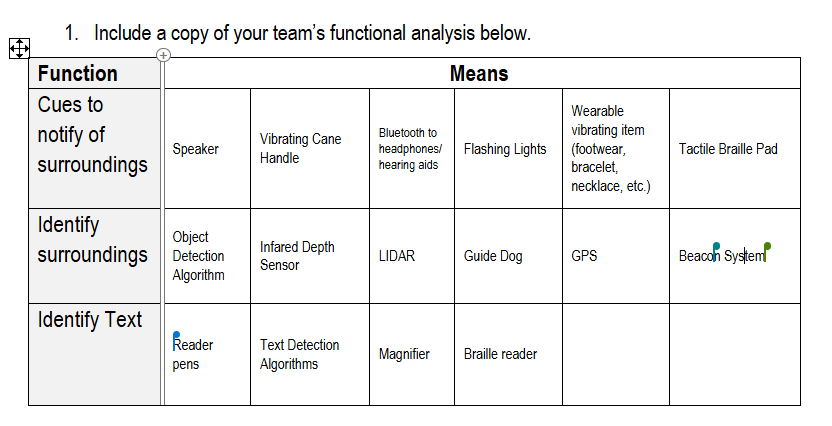 1. Include a copy of your team's functional analysis below.
Function
Means
Cues to
notify of
surroundings
Speaker
Vibrating Cane
Handle
Bluetooth to
headphones/
hearing aids
Flashing Lights
Wearable
vibrating item
(footwear,
bracelet,
necklace, etc.)
Tactile Braille Pad
Identify
surroundings
Object
Detection
Algorithm
Infared Depth
Sensor
LIDAR
Guide Dog
GPS
Beacon System
Identify Text
Reader
pens
Text Detection
Algorithms
Magnifier
Braille reader